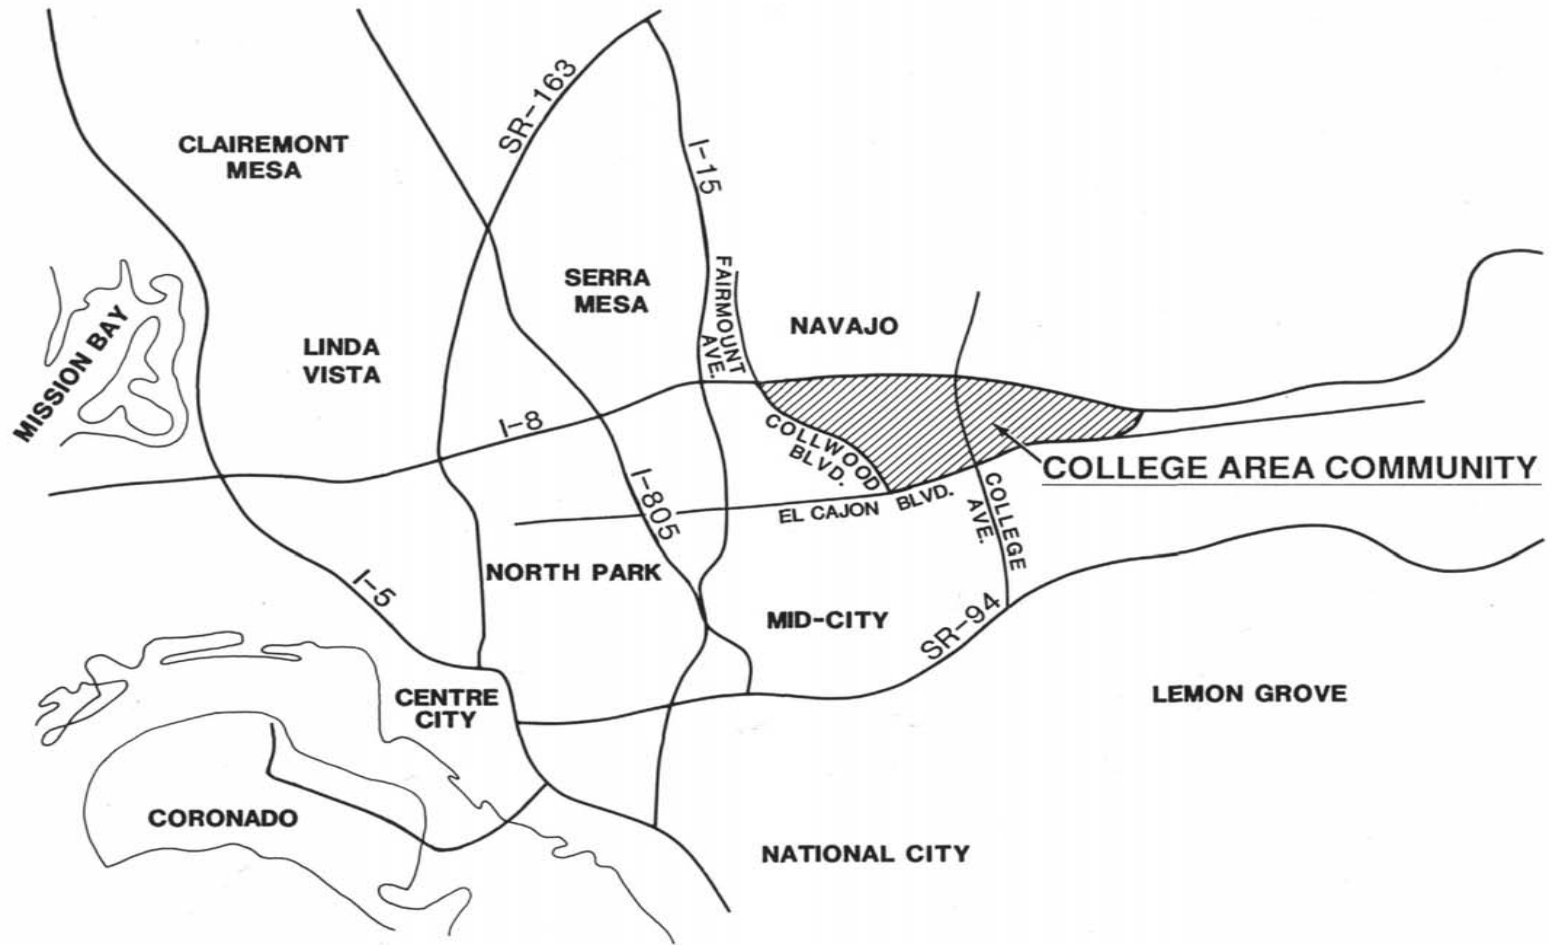 SR-163
CLAIREMONT
MESA
I-15
SERRA
MESA
FAIRMOUNT
AVE.
NAVAJO
MISSION BAY
LINDA
VISTA
I-8
COLLWOOD
BLVD.
COLLEGE AREA COMMUNITY
I-805
EL CAJON BLVD.
COLLEGE
AVE.
NORTH PARK
I-5
MID-CITY
SR-94
CENTRE
CITY
LEMON GROVE
CORONADO
NATIONAL CITY